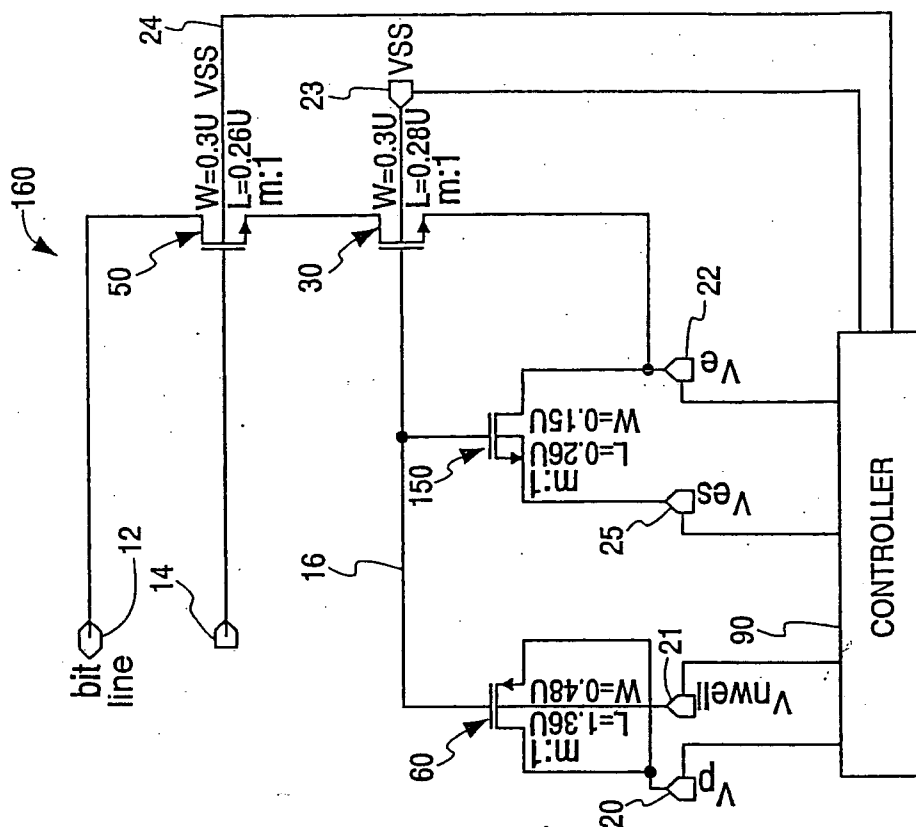 160
24
50
W=0.3U VSS
L=0.26U
m:1
23
VSS
30
W=0.3U
L=0.28U
m:1
12
bit
line
14
16
150
W=0.15U
L=0.26U
m:1
22
Ve
25
Ves
60
W=0.48U
L=1.36U
m:1
21
Vnwell
20
Vp
90
CONTROLLER